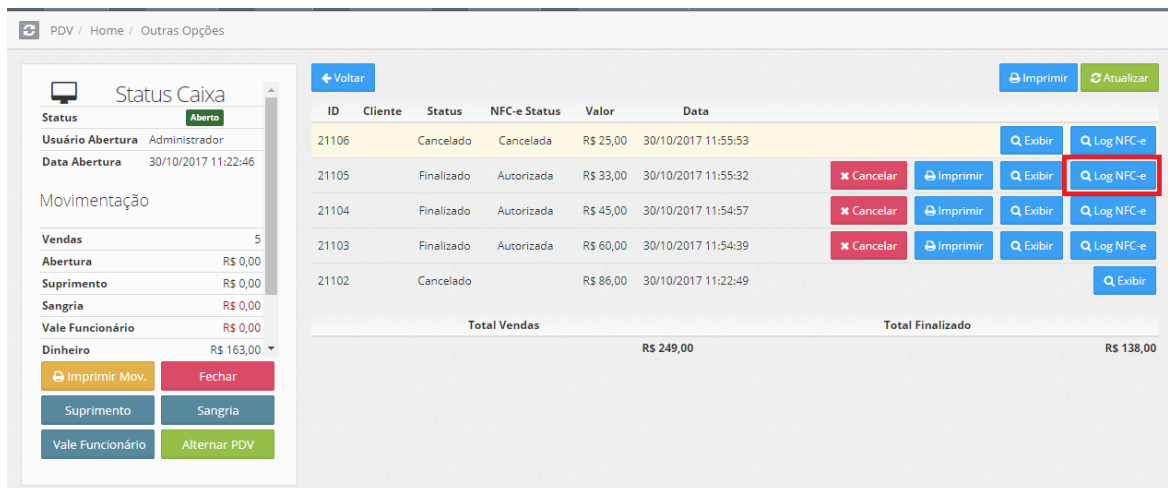 PDV / Home / Outras Opções
Status Caixa
Status Aberto
Usuário Abertura Administrador
Data Abertura 30/10/2017 11:22:46
Movimentação
Vendas 5
Abertura R$ 0,00
Suprimento R$ 0,00
Sangria R$ 0,00
Vale Funcionário R$ 0,00
Dinheiro R$ 163,00
Imprimir Mov. Fechar
Suprimento Sangria
Vale Funcionário Alternar PDV
Voltar Imprimir Atualizar
ID Cliente Status NFC-e Status Valor Data
21106 Cancelado Cancelada R$ 25,00 30/10/2017 11:55:53 Exibir Log NFC-e
21105 Finalizado Autorizada R$ 33,00 30/10/2017 11:55:32 Cancelar Imprimir Exibir Log NFC-e
21104 Finalizado Autorizada R$ 45,00 30/10/2017 11:54:57 Cancelar Imprimir Exibir Log NFC-e
21103 Finalizado Autorizada R$ 60,00 30/10/2017 11:54:39 Cancelar Imprimir Exibir Log NFC-e
21102 Cancelado R$ 86,00 30/10/2017 11:22:49 Exibir
Total Vendas Total Finalizado
R$ 249,00 R$ 138,00